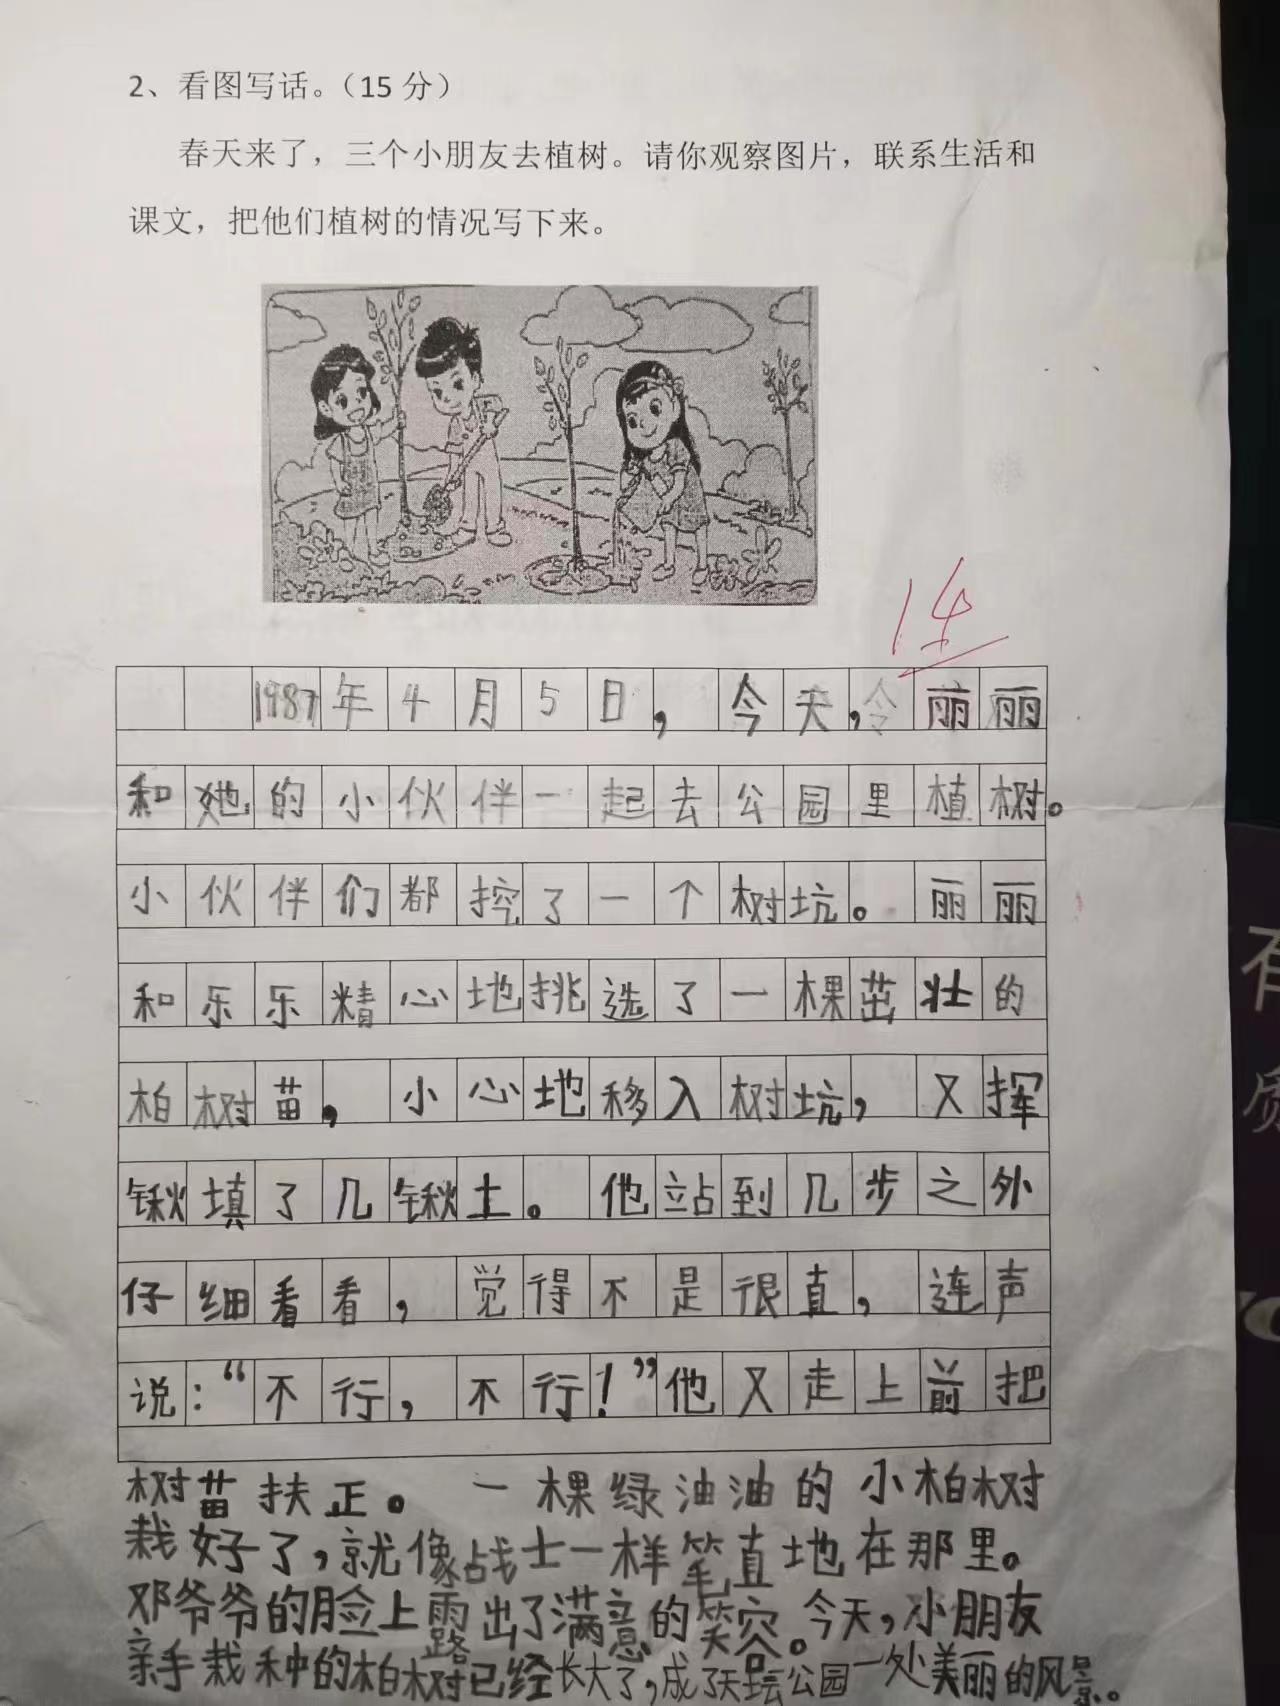 2、看图写话。（15 分）
春天来了，三个小朋友去植树。请你观察图片，联系生活和
课文，把他们植树的情况写下来。
14
1987年4月5日，今天，丽丽
和她的小伙伴一起去公园里植树。
小伙伴们都挖了一个树坑。丽丽
和乐乐精心地挑选了一棵茁壮的
柏树苗，小心地移入树坑，又挥
锹填了几锹土。他站到几步之外
仔细看看，觉得不是很直，连声
说：“不行，不行！”他又走上前把
树苗扶正。一棵绿油油的小柏树
栽好了，就像战士一样笔直地在那里。
邓爷爷的脸上露出了满意的笑容。今天，小朋友
亲手栽种的柏树已经长大了，成了天坛公园一处美丽的风景。
有
质